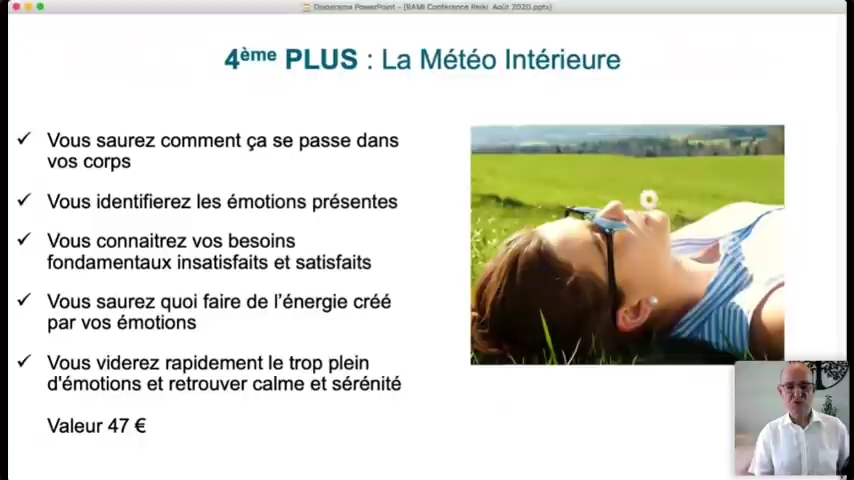 Diaporama PowerPoint - [BAMI Conférence Reiki Août 2020.pptx]
4ème PLUS : La Météo Intérieure
✓ Vous saurez comment ça se passe dans
vos corps
✓ Vous identifierez les émotions présentes
✓ Vous connaitrez vos besoins
fondamentaux insatisfaits et satisfaits
✓ Vous saurez quoi faire de l'énergie créé
par vos émotions
✓ Vous viderez rapidement le trop plein
d'émotions et retrouver calme et sérénité
Valeur 47 €